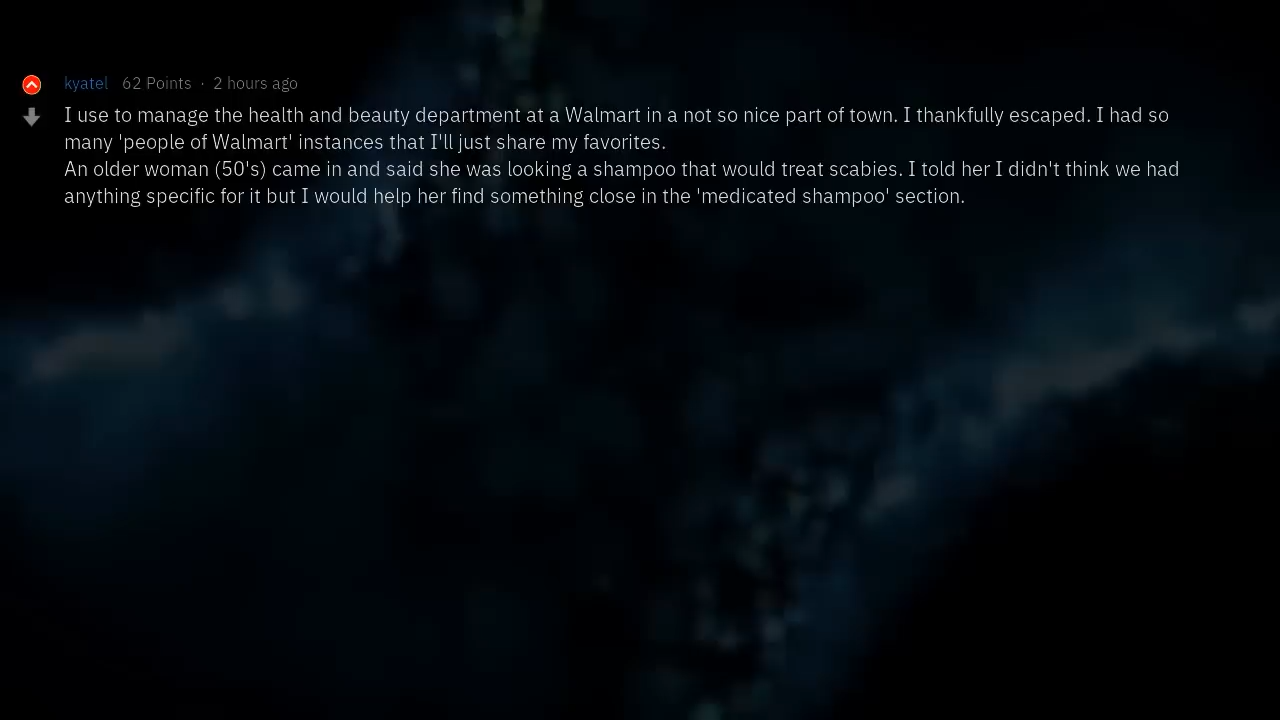 kyatel 62 Points · 2 hours ago
I use to manage the health and beauty department at a Walmart in a not so nice part of town. I thankfully escaped. I had so
many 'people of Walmart' instances that I'll just share my favorites.
An older woman (50's) came in and said she was looking a shampoo that would treat scabies. I told her I didn't think we had
anything specific for it but I would help her find something close in the 'medicated shampoo' section.